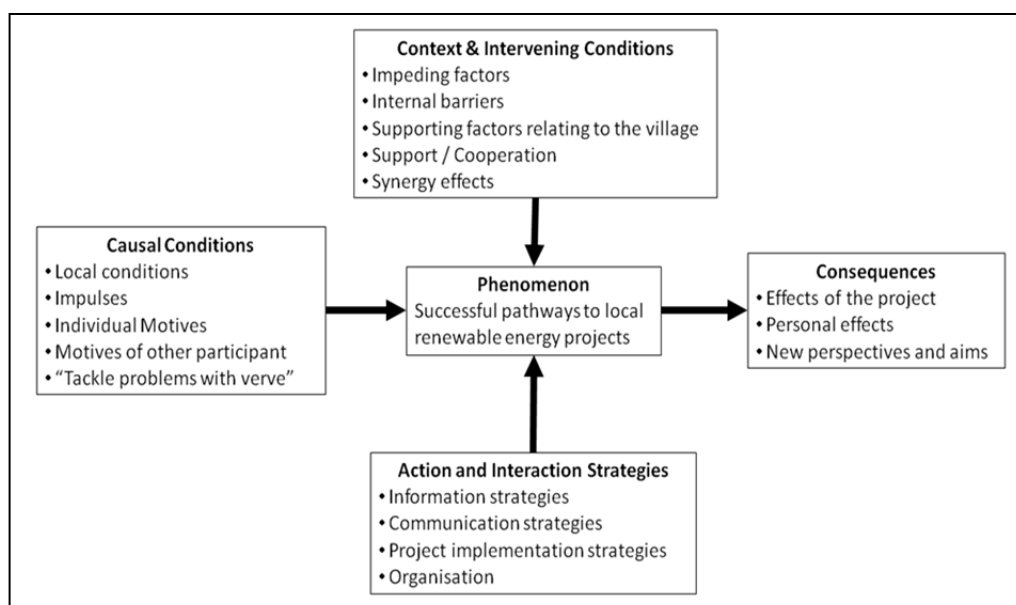 Context & Intervening Conditions
• Impeding factors
• Internal barriers
• Supporting factors relating to the village
• Support / Cooperation
• Synergy effects
Causal Conditions
• Local conditions
• Impulses
• Individual Motives
• Motives of other participant
• “Tackle problems with verve”
Phenomenon
Successful pathways to local
renewable energy projects
Consequences
• Effects of the project
• Personal effects
• New perspectives and aims
Action and Interaction Strategies
• Information strategies
• Communication strategies
• Project implementation strategies
• Organisation